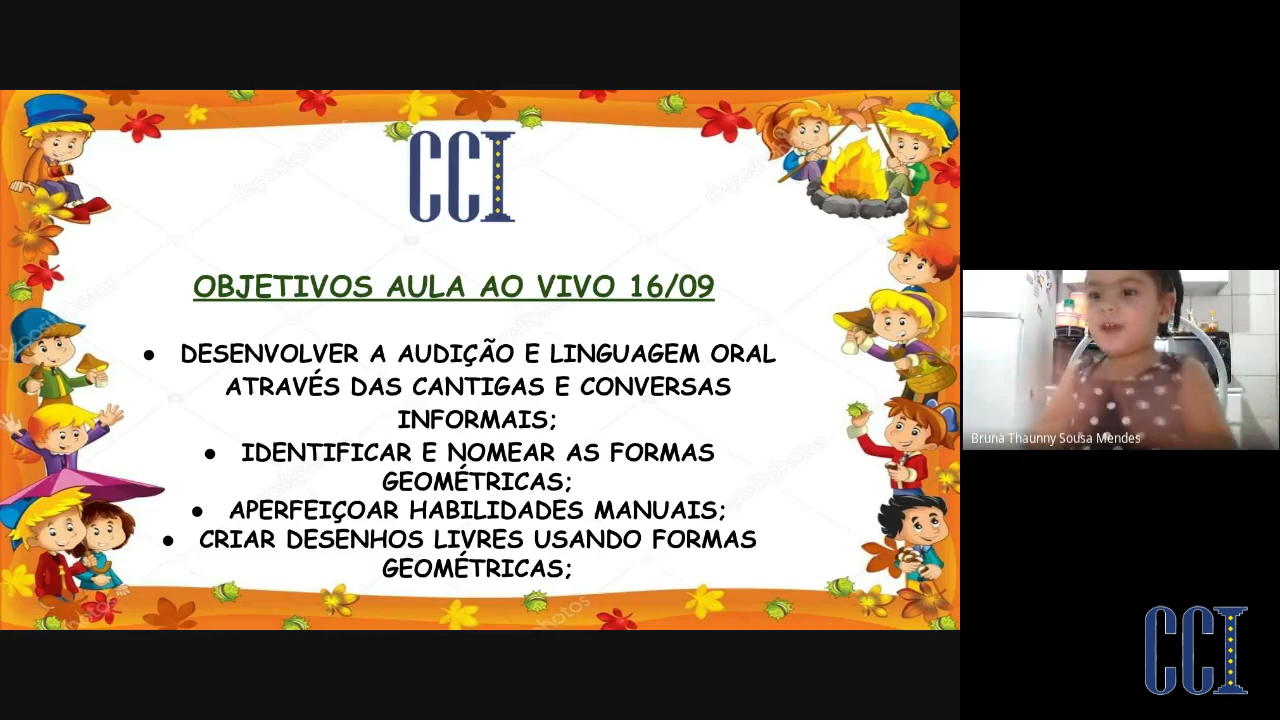 CCI
OBJETIVOS AULA AO VIVO 16/09
● DESENVOLVER A AUDIÇÃO E LINGUAGEM ORAL
ATRAVÉS DAS CANTIGAS E CONVERSAS
INFORMAIS;
● IDENTIFICAR E NOMEAR AS FORMAS
GEOMÉTRICAS;
● APERFEIÇOAR HABILIDADES MANUAIS;
● CRIAR DESENHOS LIVRES USANDO FORMAS
GEOMÉTRICAS;
Bruna Thaunny Sousa Mendes
CCI